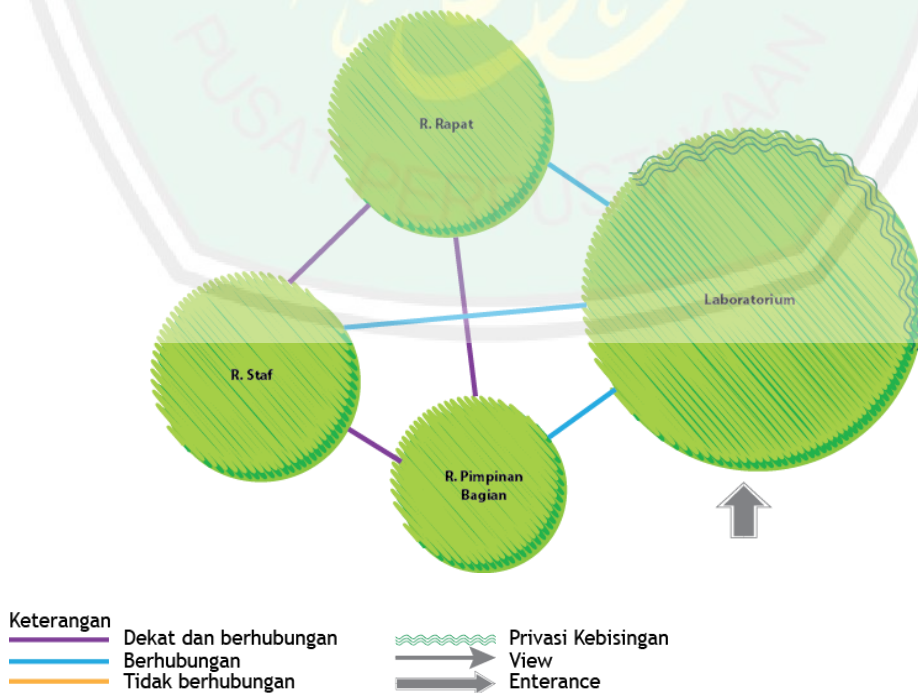 PUSAT PERPUSTAKAAN
R. Rapat
Laboratorium
R. Staf
R. Pimpinan
Bagian
Keterangan
Dekat dan berhubungan
Berhubungan
Tidak berhubungan
Privasi Kebisingan
View
Enterance